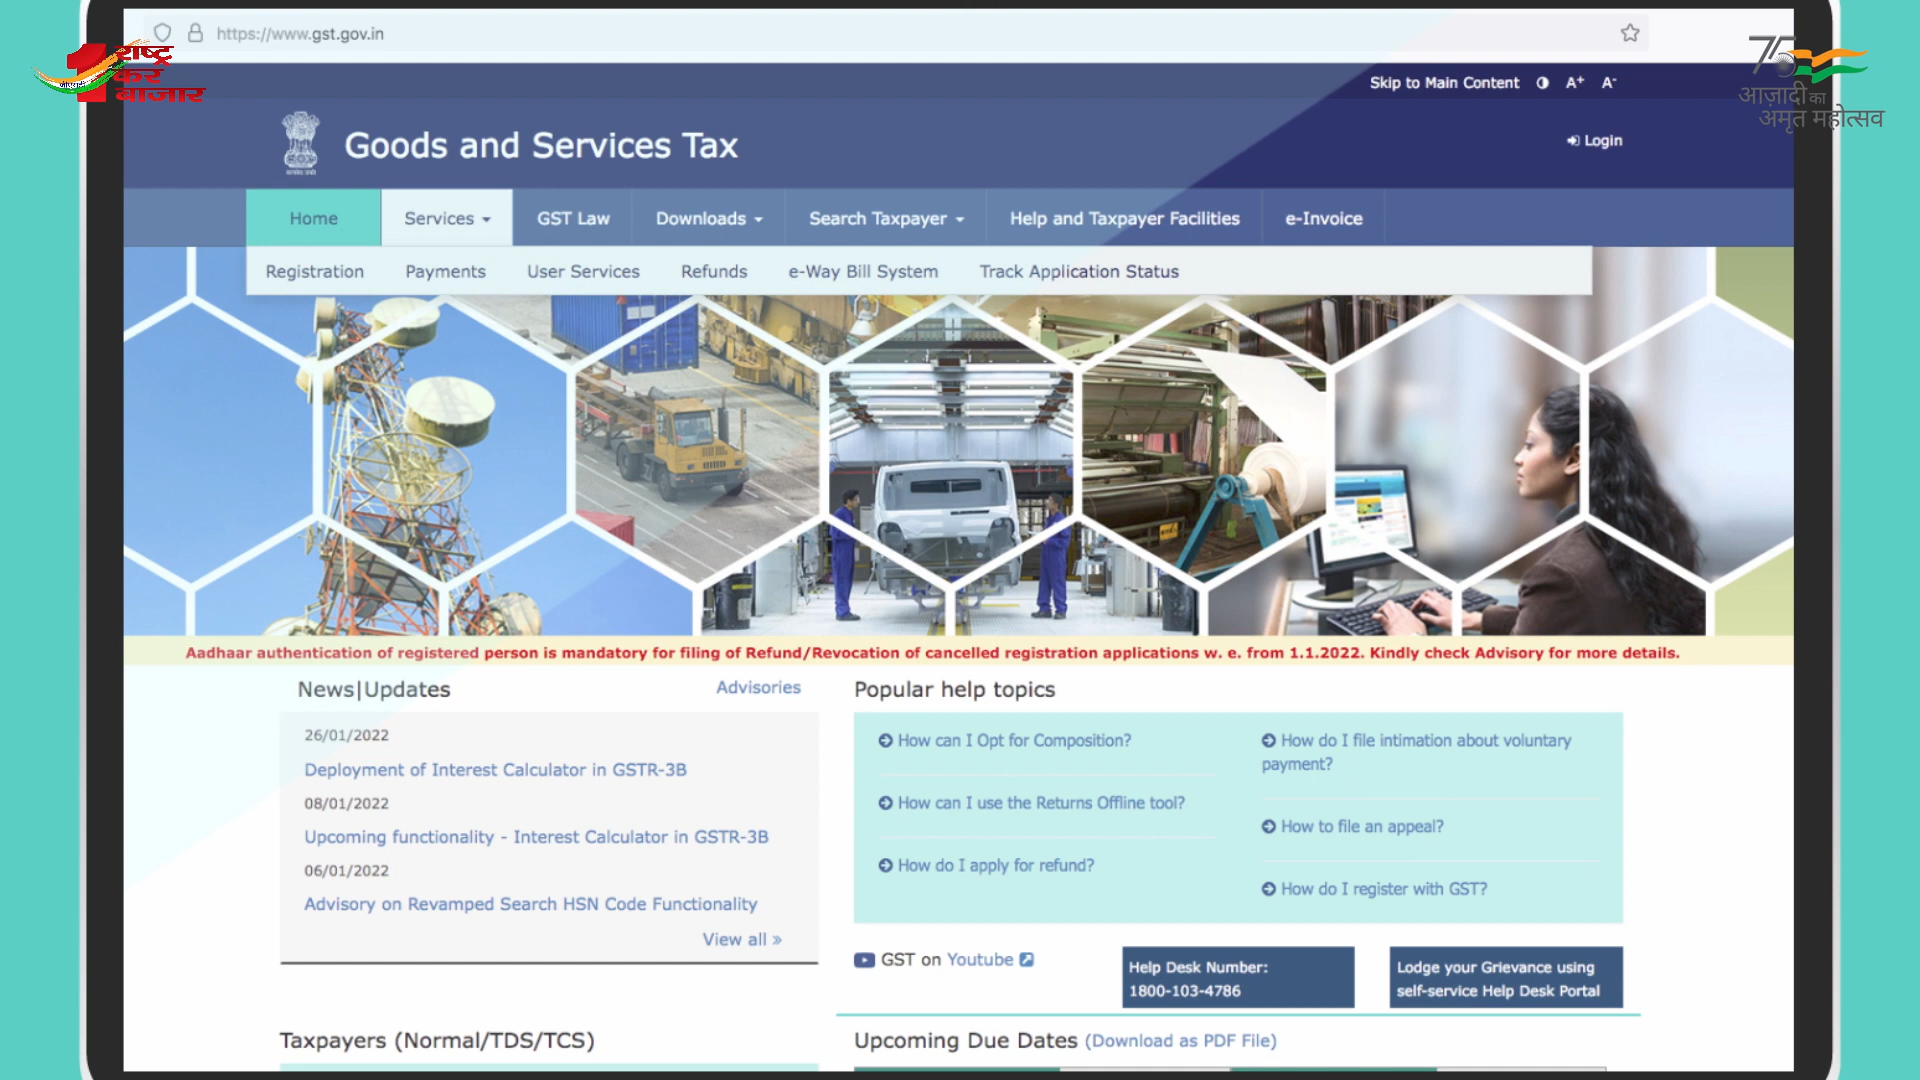 https://www.gst.gov.in
राष्ट्र
कर
बाजार
आज़ादी का
अमृत महोत्सव
Skip to Main Content A+ A-
Goods and Services Tax
Login
Home Services GST Law Downloads Search Taxpayer Help and Taxpayer Facilities e-Invoice
Registration Payments User Services Refunds e-Way Bill System Track Application Status
Aadhaar authentication of registered person is mandatory for filing of Refund/Revocation of cancelled registration applications w. e. from 1.1.2022. Kindly check Advisory for more details.
News|Updates Advisories
26/01/2022
Deployment of Interest Calculator in GSTR-3B
08/01/2022
Upcoming functionality - Interest Calculator in GSTR-3B
06/01/2022
Advisory on Revamped Search HSN Code Functionality
View all »
Popular help topics
How can I Opt for Composition?
How can I use the Returns Offline tool?
How do I apply for refund?
How do I file intimation about voluntary
payment?
How to file an appeal?
How do I register with GST?
GST on Youtube
Help Desk Number:
1800-103-4786
Lodge your Grievance using
self-service Help Desk Portal
Taxpayers (Normal/TDS/TCS)
Upcoming Due Dates (Download as PDF File)